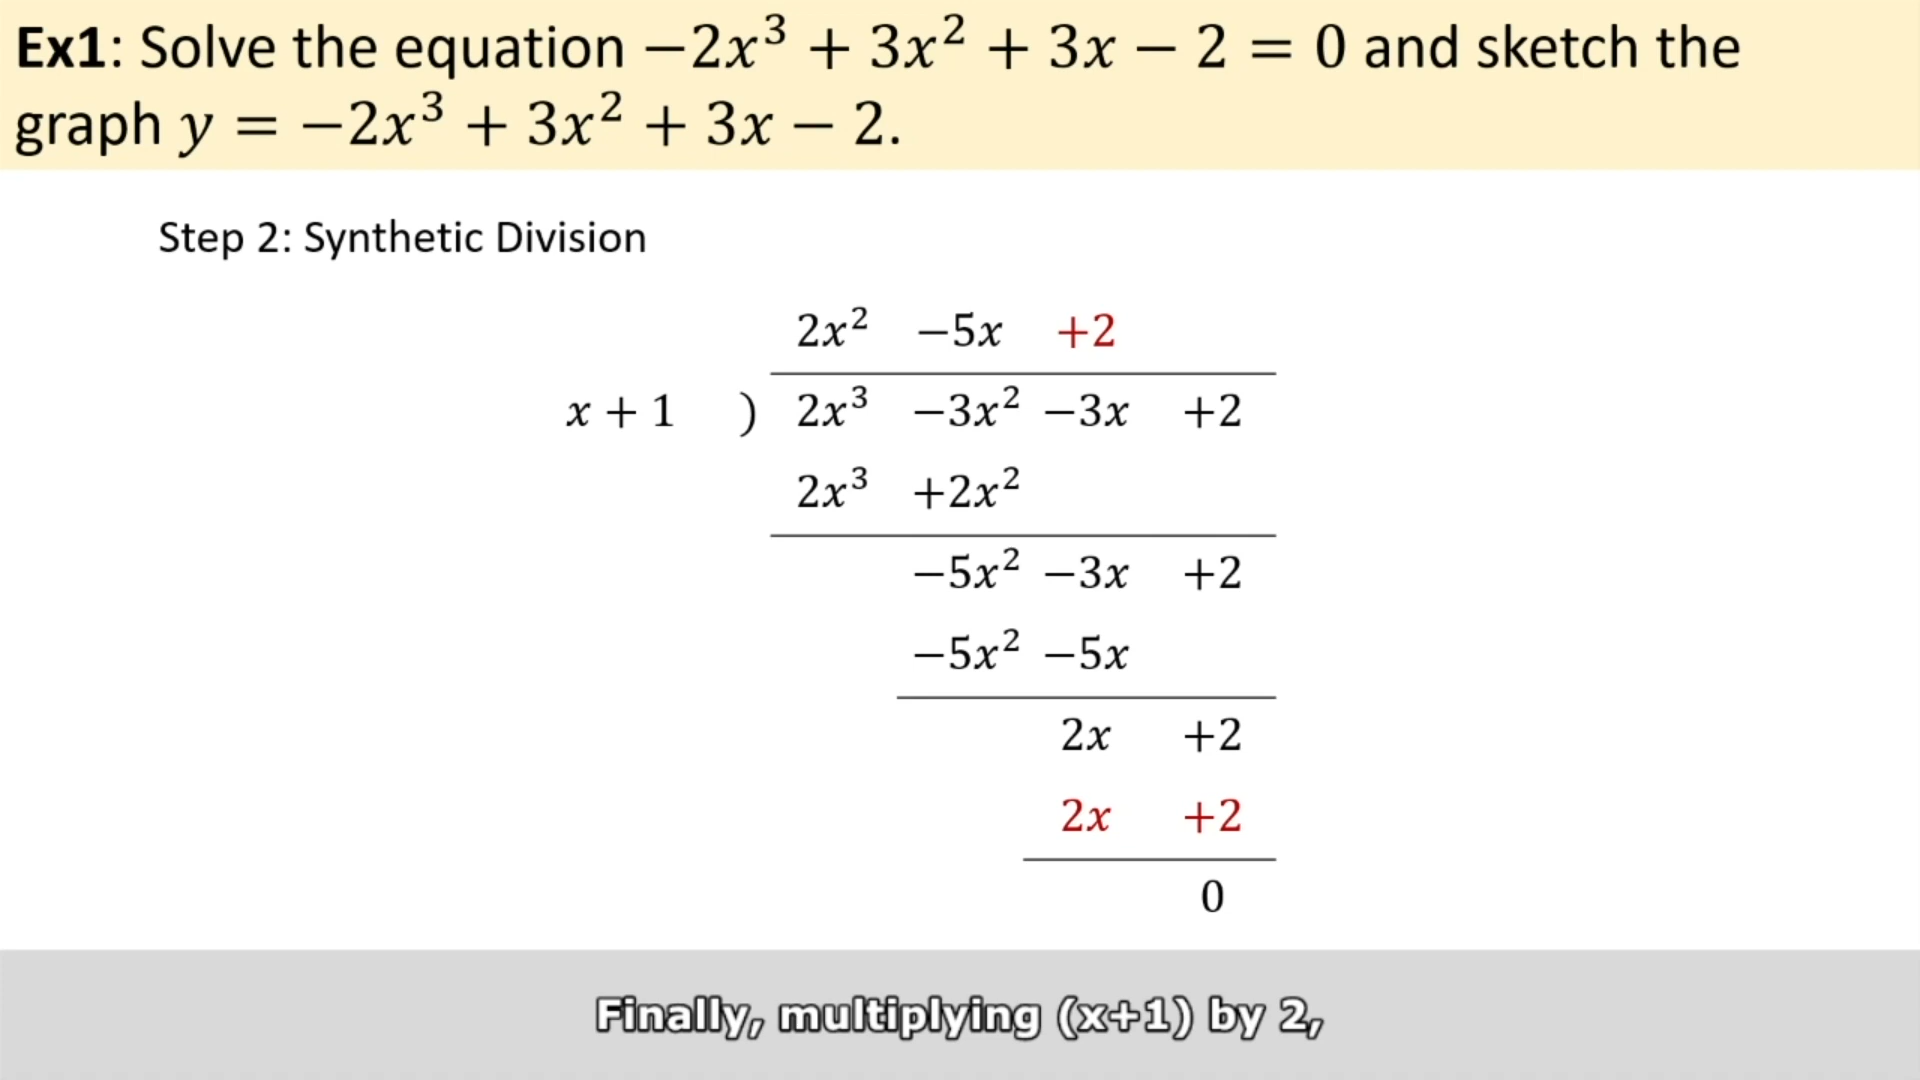 Ex1: Solve the equation −2x³ + 3x² + 3x − 2 = 0 and sketch the
graph y = −2x³ + 3x² + 3x − 2.
Step 2: Synthetic Division
2x² −5x +2
x + 1 ) 2x³ −3x² −3x +2
2x³ +2x²
−5x² −3x +2
−5x² −5x
2x +2
2x +2
0
Finally, multiplying (x+1) by 2,